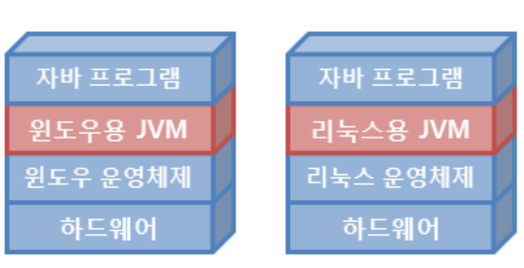 자바 프로그램
윈도우용 JVM
윈도우 운영체제
하드웨어
자바 프로그램
리눅스용 JVM
리눅스 운영체제
하드웨어